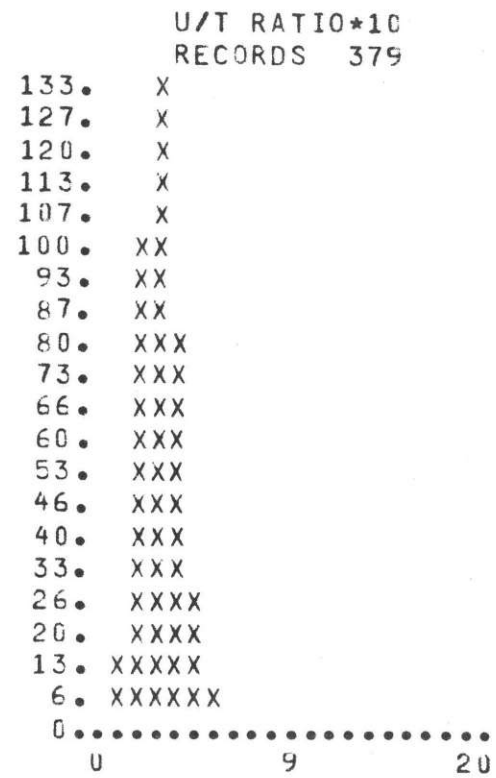 U/T RATIO*10
RECORDS 379
133. X
127. X
120. X
113. X
107. X
100. XX
93. XX
87. XX
80. XXX
73. XXX
66. XXX
60. XXX
53. XXX
46. XXX
40. XXX
33. XXX
26. XXXX
20. XXXX
13. XXXXX
6. XXXXXX
0.....................
0 9 20